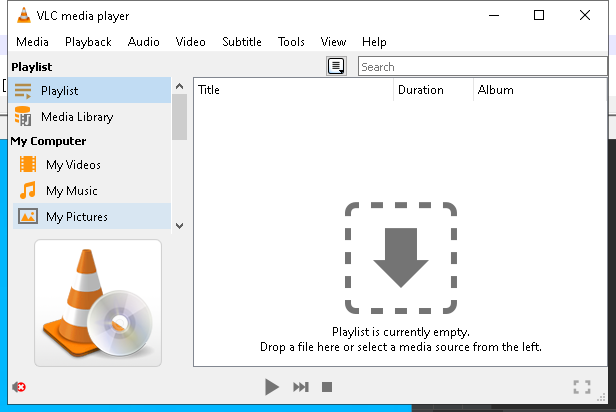 VLC media player
Media Playback Audio Video Subtitle Tools View Help
Playlist
Search
Playlist
Media Library
My Computer
My Videos
My Music
My Pictures
Title Duration Album
Playlist is currently empty.
Drop a file here or select a media source from the left.